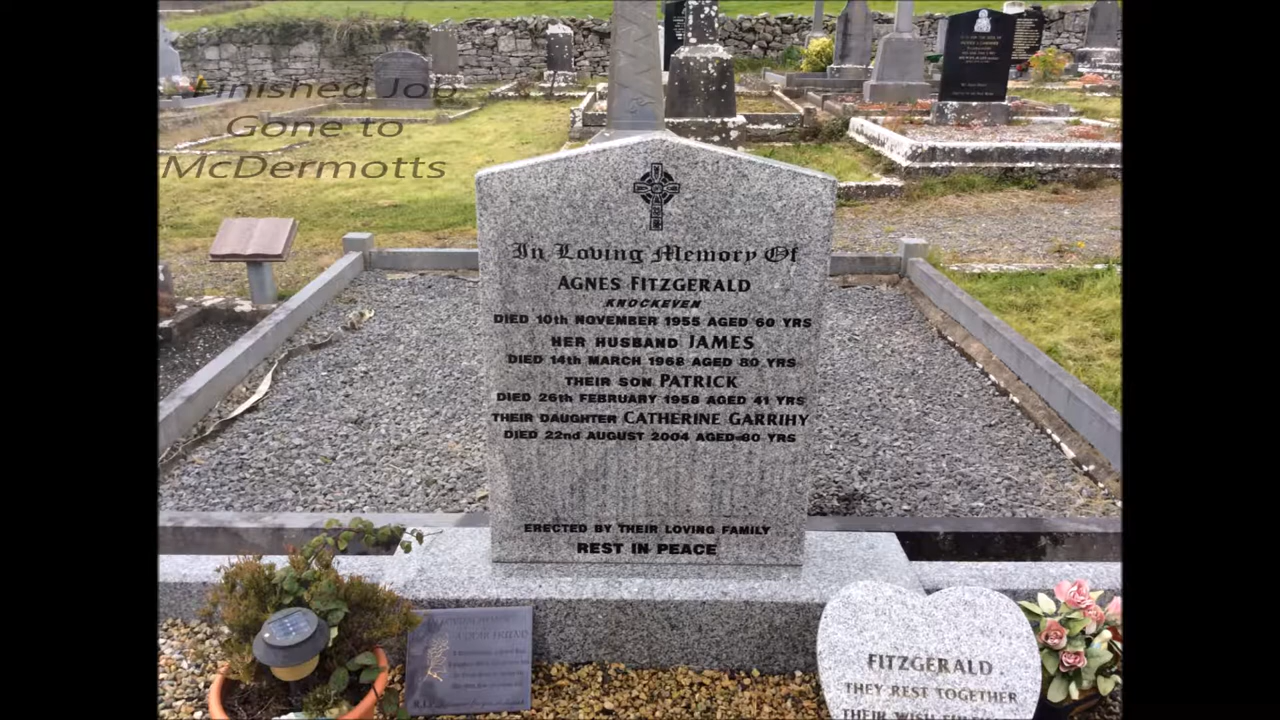 Finished Job
Gone to
McDermotts
In Loving Memory Of
AGNES FITZGERALD
KNOCKEVEN
DIED 10th NOVEMBER 1955 AGED 60 YRS
HER HUSBAND JAMES
DIED 14th MARCH 1968 AGED 80 YRS
THEIR SON PATRICK
DIED 26th FEBRUARY 1958 AGED 41 YRS
THEIR DAUGHTER CATHERINE GARRIHY
DIED 22nd AUGUST 2004 AGED 80 YRS
ERECTED BY THEIR LOVING FAMILY
REST IN PEACE
FITZGERALD
THEY REST TOGETHER
THEIR WISH